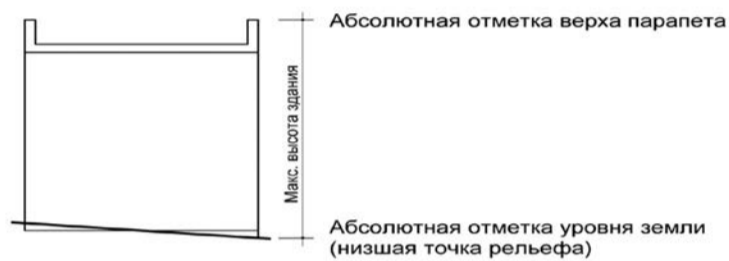 Абсолютная отметка верха парапета
Макс. высота здания
Абсолютная отметка уровня земли
(низшая точка рельефа)